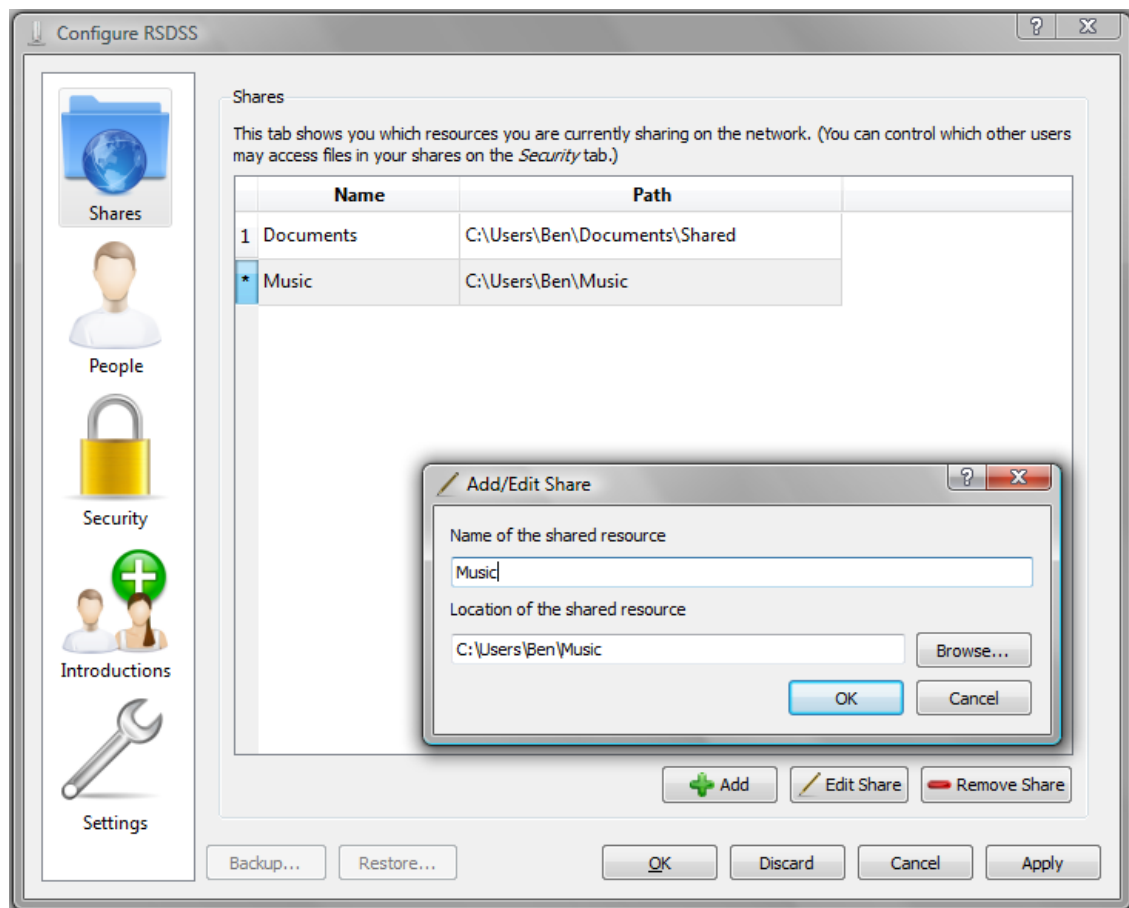 Configure RSDSS
Shares
People
Security
Introductions
Settings
Shares
This tab shows you which resources you are currently sharing on the network. (You can control which other users
may access files in your shares on the Security tab.)
Name Path
1 Documents C:\Users\Ben\Documents\Shared
* Music C:\Users\Ben\Music
Add/Edit Share
Name of the shared resource
Music
Location of the shared resource
C:\Users\Ben\Music Browse...
OK Cancel
Add Edit Share Remove Share
Backup... Restore... OK Discard Cancel Apply